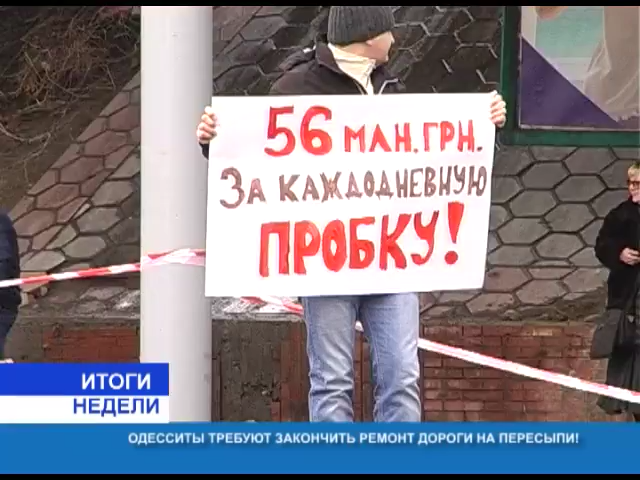 56 МЛН.ГРН.
ЗА КАЖДОДНЕВНУЮ
ПРОБКУ!
ИТОГИ
НЕДЕЛИ
ОДЕССИТЫ ТРЕБУЮТ ЗАКОНЧИТЬ РЕМОНТ ДОРОГИ НА ПЕРЕСЫПИ!